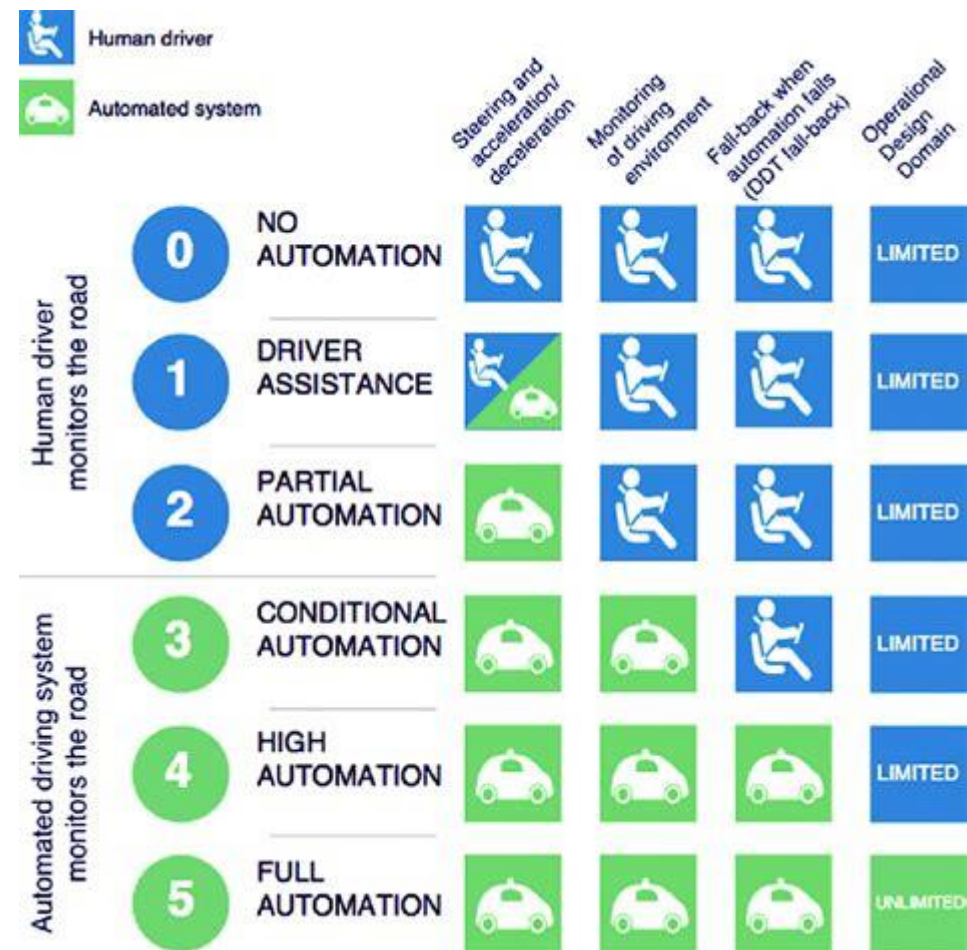 Human driver
Automated system
Steering and
acceleration/
deceleration
Monitoring
of driving
environment
Fall-back when
automation fails
(DDT fall-back)
Operational
Design
Domain
Human driver
monitors the road
0
NO
AUTOMATION
LIMITED
1
DRIVER
ASSISTANCE
LIMITED
2
PARTIAL
AUTOMATION
LIMITED
Automated driving system
monitors the road
3
CONDITIONAL
AUTOMATION
LIMITED
4
HIGH
AUTOMATION
LIMITED
5
FULL
AUTOMATION
UNLIMITED